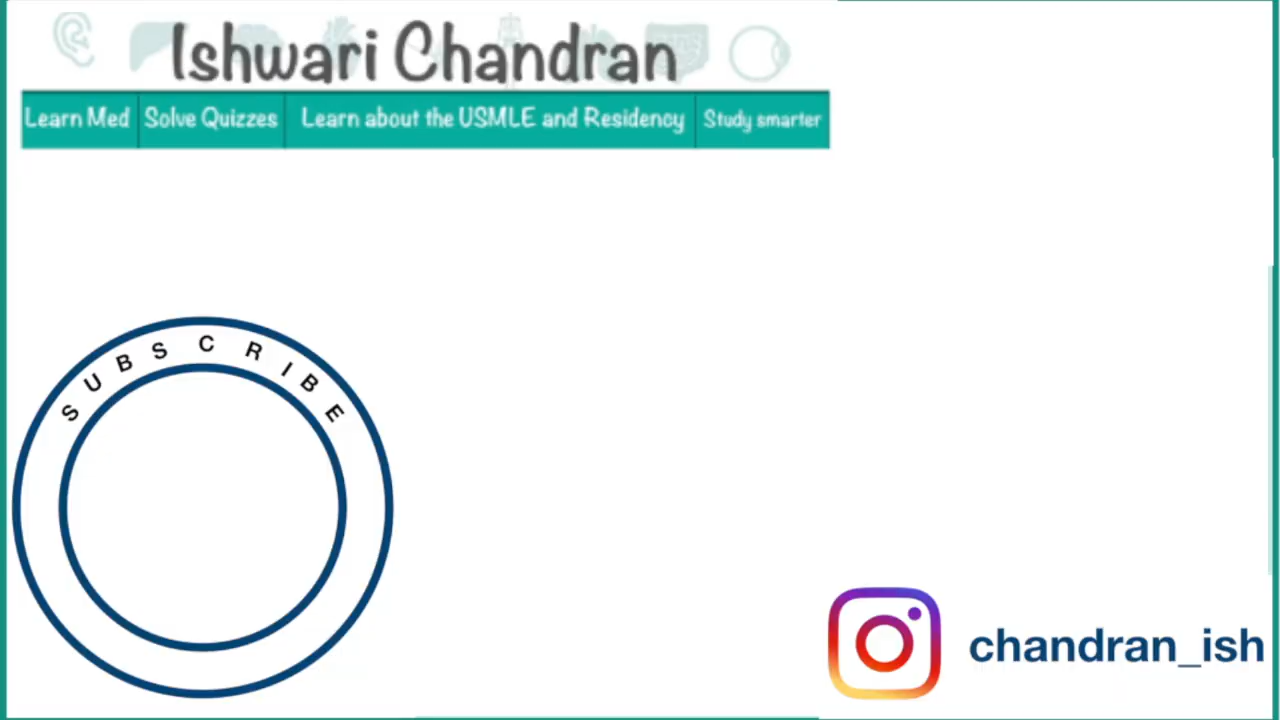 Ishwari Chandran
Learn Med Solve Quizzes Learn about the USMLE and Residency Study smarter
SUBSCRIBE
chandran_ish